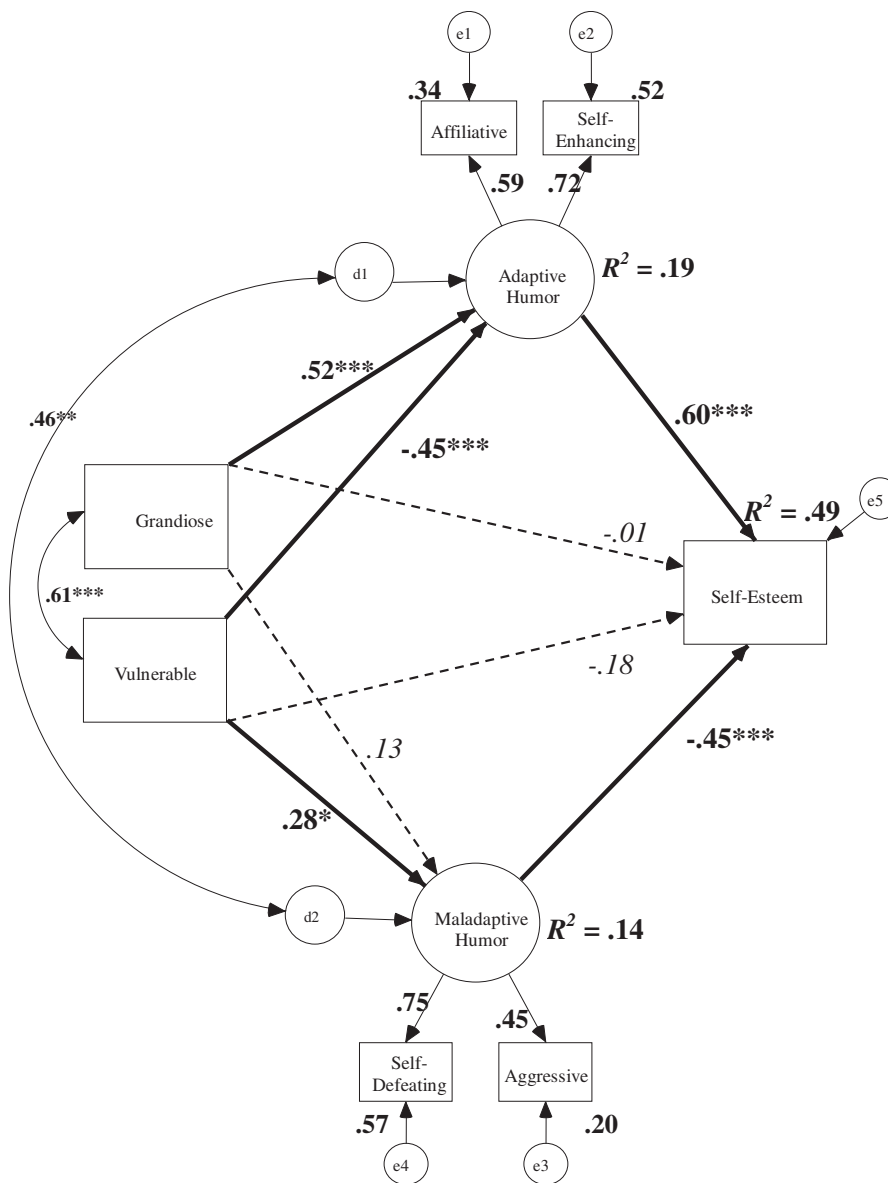 e1
e2
.34
.52
Affiliative
Self-
Enhancing
.59
.72
d1
Adaptive
Humor
R² = .19
.52***
.46**
-.45***
.60***
Grandiose
-.01
R² = .49
e5
.61***
Self-Esteem
Vulnerable
-.18
.13
-.45***
.28*
d2
Maladaptive
Humor
R² = .14
.75
.45
Self-
Defeating
Aggressive
.57
.20
e4
e3